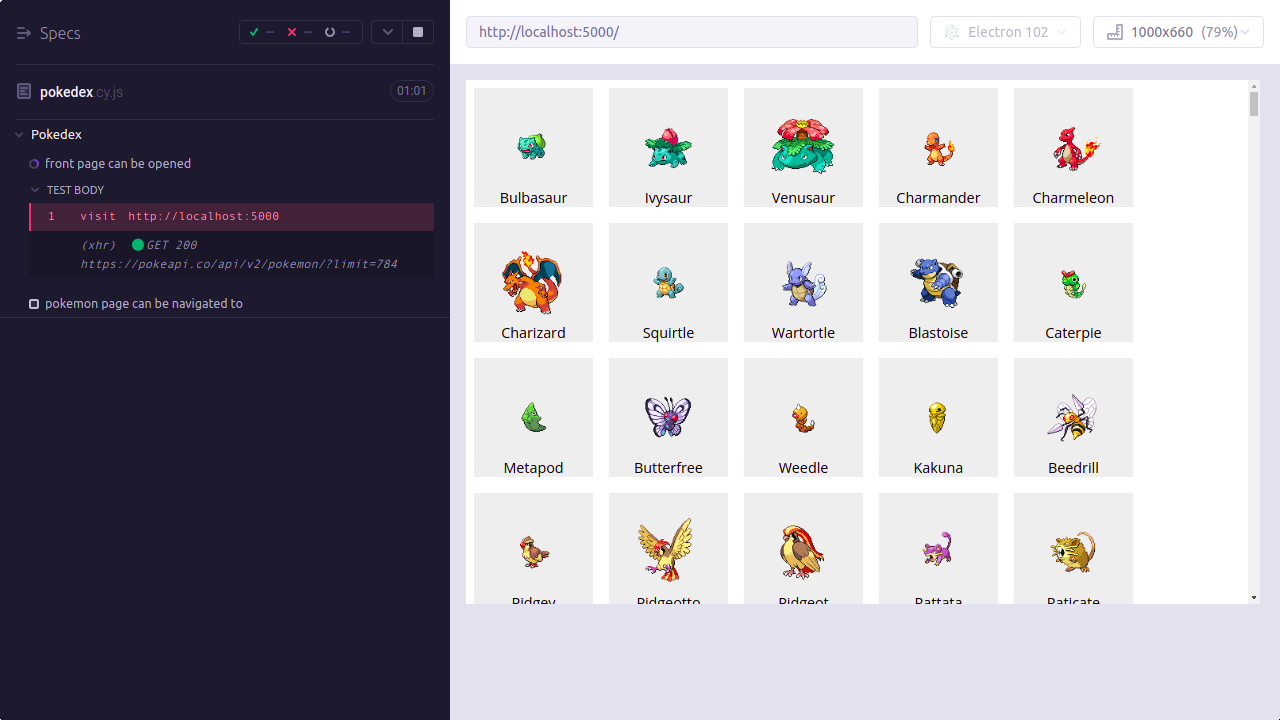 Specs
-- -- --
pokedex.cy.js 01:01
Pokedex
front page can be opened
TEST BODY
1 visit http://localhost:5000
(xhr) GET 200
https://pokeapi.co/api/v2/pokemon/?limit=784
pokemon page can be navigated to
http://localhost:5000/ Electron 102 1000x660 (79%)
Bulbasaur Ivysaur Venusaur Charmander Charmeleon
Charizard Squirtle Wartortle Blastoise Caterpie
Metapod Butterfree Weedle Kakuna Beedrill
Pidgey Pidgeotto Pidgeot Rattata Raticate